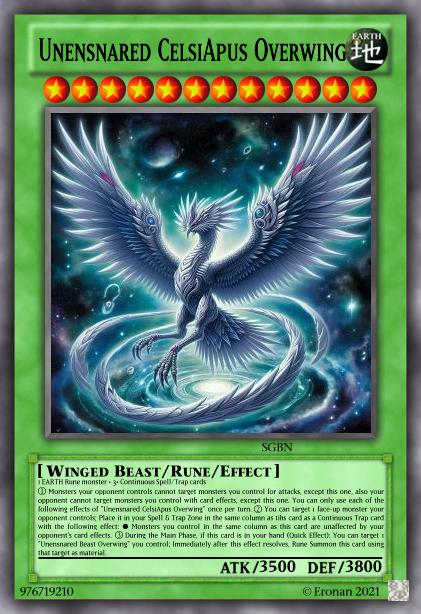 UNENSNARED CELSIAPUS OVERWING
EARTH
地
SGBN
[ WINGED BEAST/RUNE/EFFECT ]
1 EARTH Rune monster + 3+ Continuous Spell/Trap cards
① Monsters your opponent controls cannot target monsters you control for attacks, except this one, also your
opponent cannot target monsters you control with card effects, except this one. You can only use each of the
following effects of "Unensnared CelsiApus Overwing" once per turn. ② You can target 1 face-up monster your
opponent controls; Place it in your Spell & Trap Zone in the same column as tihs card as a Continuous Trap card
with the following effect: ● Monsters you control in the same column as this card are unaffected by your
opponent's card effects. ③ During the Main Phase, if this card is in your hand (Quick Effect): You can target 1
"Unensnared Beast Overwing" you control; Immediately after this effect resolves, Rune Summon this card using
that target as material.
ATK/3500 DEF/3800
976719210
© Eronan 2021